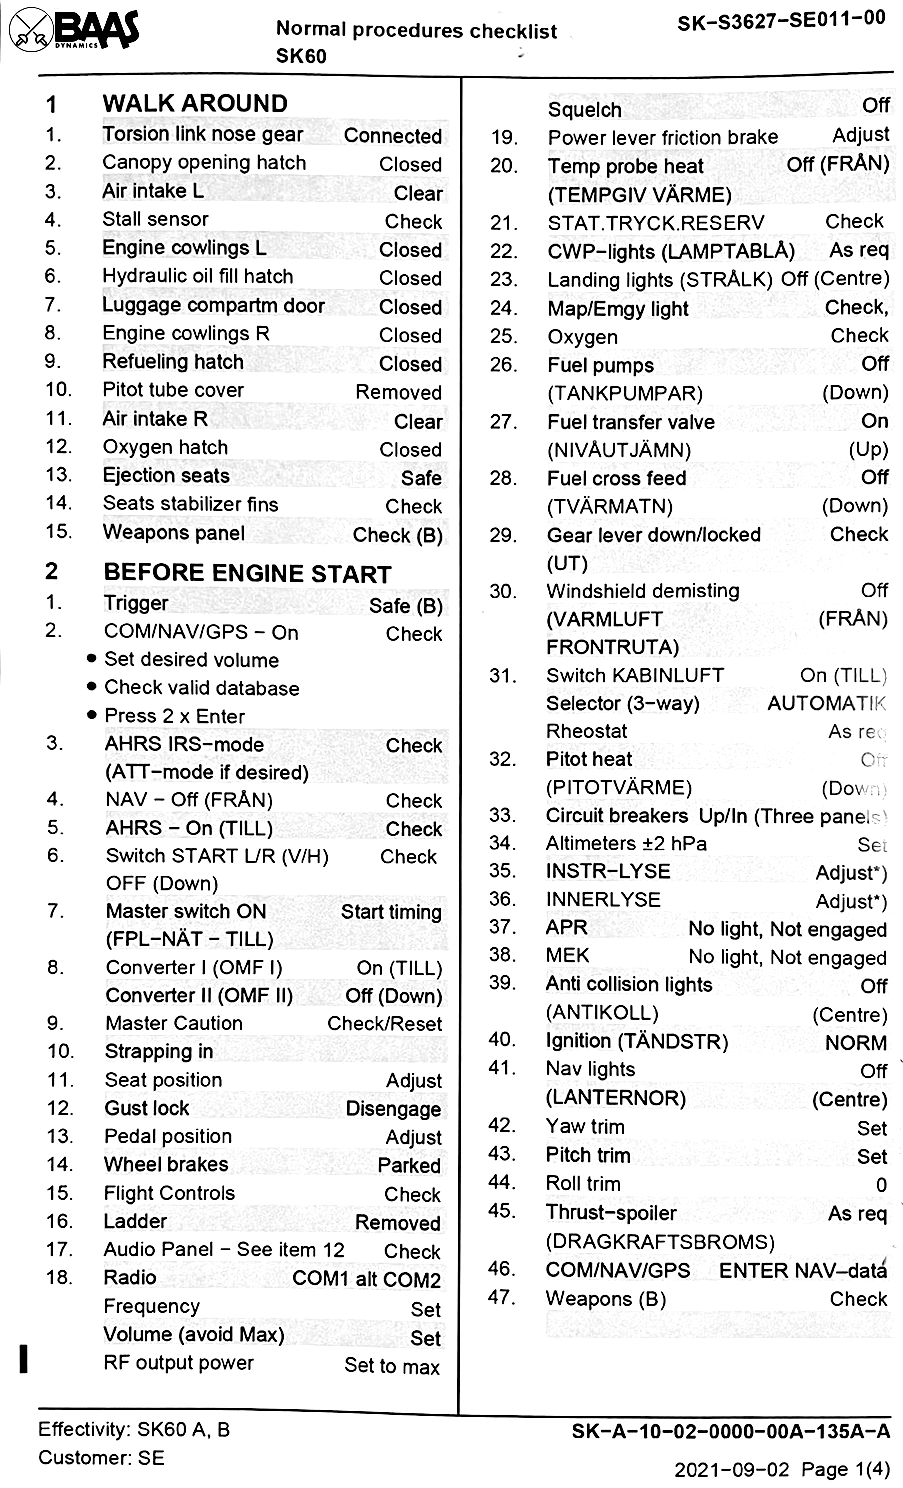 BAAS
DYNAMICS
Normal procedures checklist
SK60
SK-S3627-SE011-00
1 WALK AROUND
1. Torsion link nose gear Connected
2. Canopy opening hatch Closed
3. Air intake L Clear
4. Stall sensor Check
5. Engine cowlings L Closed
6. Hydraulic oil fill hatch Closed
7. Luggage compartm door Closed
8. Engine cowlings R Closed
9. Refueling hatch Closed
10. Pitot tube cover Removed
11. Air intake R Clear
12. Oxygen hatch Closed
13. Ejection seats Safe
14. Seats stabilizer fins Check
15. Weapons panel Check (B)
2 BEFORE ENGINE START
1. Trigger Safe (B)
2. COM/NAV/GPS - On Check
• Set desired volume
• Check valid database
• Press 2 x Enter
3. AHRS IRS-mode Check
(ATT-mode if desired)
4. NAV - Off (FRÅN) Check
5. AHRS - On (TILL) Check
6. Switch START L/R (V/H) Check
OFF (Down)
7. Master switch ON Start timing
(FPL-NÄT - TILL)
8. Converter I (OMF I) On (TILL)
Converter II (OMF II) Off (Down)
9. Master Caution Check/Reset
10. Strapping in
11. Seat position Adjust
12. Gust lock Disengage
13. Pedal position Adjust
14. Wheel brakes Parked
15. Flight Controls Check
16. Ladder Removed
17. Audio Panel - See item 12 Check
18. Radio COM1 alt COM2
Frequency Set
Volume (avoid Max) Set
RF output power Set to max
Squelch Off
19. Power lever friction brake Adjust
20. Temp probe heat Off (FRÅN)
(TEMPGIV VÄRME)
21. STAT.TRYCK.RESERV Check
22. CWP-lights (LAMPTABLÅ) As req
23. Landing lights (STRÅLK) Off (Centre)
24. Map/Emgy light Check,
25. Oxygen Check
26. Fuel pumps Off
(TANKPUMPAR) (Down)
27. Fuel transfer valve On
(NIVÅUTJÄMN) (Up)
28. Fuel cross feed Off
(TVÄRMATN) (Down)
29. Gear lever down/locked Check
(UT)
30. Windshield demisting Off
(VARMLUFT (FRÅN)
FRONTRUTA)
31. Switch KABINLUFT On (TILL)
Selector (3-way) AUTOMATIK
Rheostat As req
32. Pitot heat Off
(PITOTVÄRME) (Down)
33. Circuit breakers Up/In (Three panels)
34. Altimeters ±2 hPa Set
35. INSTR-LYSE Adjust*)
36. INNERLYSE Adjust*)
37. APR No light, Not engaged
38. MEK No light, Not engaged
39. Anti collision lights Off
(ANTIKOLL) (Centre)
40. Ignition (TÄNDSTR) NORM
41. Nav lights Off
(LANTERNOR) (Centre)
42. Yaw trim Set
43. Pitch trim Set
44. Roll trim 0
45. Thrust-spoiler As req
(DRAGKRAFTSBROMS)
46. COM/NAV/GPS ENTER NAV-data
47. Weapons (B) Check
Effectivity: SK60 A, B
Customer: SE
SK-A-10-02-0000-00A-135A-A
2021-09-02 Page 1(4)